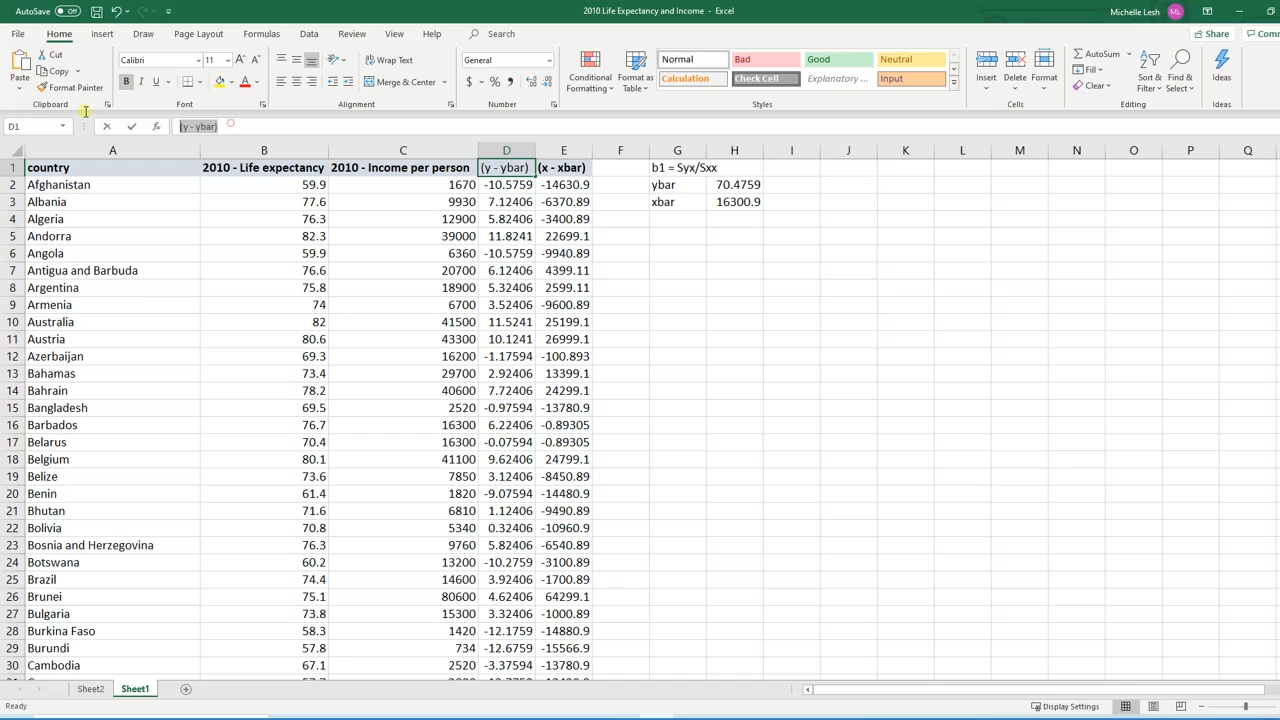 AutoSave Off 2010 Life Expectancy and Income - Excel Michelle Lesh ML
File Home Insert Draw Page Layout Formulas Data Review View Help Search Share Comm
Paste Cut Calibri 11 Wrap Text General Conditional Format as Normal Bad Good Neutral Insert Delete Format AutoSum Sort & Find & Ideas
Copy Merge & Center Formatting Table Calculation Check Cell Explanatory ... Input Fill Filter Select
Format Painter Clear
Clipboard Font Alignment Number Styles Cells Editing Ideas
D1 fx (y - ybar)
A B C D E F G H I J K L M N O P Q
1 country 2010 - Life expectancy 2010 - Income per person (y - ybar) (x - xbar) b1 = Syx/Sxx
2 Afghanistan 59.9 1670 -10.5759 -14630.9 ybar 70.4759
3 Albania 77.6 9930 7.12406 -6370.89 xbar 16300.9
4 Algeria 76.3 12900 5.82406 -3400.89
5 Andorra 82.3 39000 11.8241 22699.1
6 Angola 59.9 6360 -10.5759 -9940.89
7 Antigua and Barbuda 76.6 20700 6.12406 4399.11
8 Argentina 75.8 18900 5.32406 2599.11
9 Armenia 74 6700 3.52406 -9600.89
10 Australia 82 41500 11.5241 25199.1
11 Austria 80.6 43300 10.1241 26999.1
12 Azerbaijan 69.3 16200 -1.17594 -100.893
13 Bahamas 73.4 29700 2.92406 13399.1
14 Bahrain 78.2 40600 7.72406 24299.1
15 Bangladesh 69.5 2520 -0.97594 -13780.9
16 Barbados 76.7 16300 6.22406 -0.89305
17 Belarus 70.4 16300 -0.07594 -0.89305
18 Belgium 80.1 41100 9.62406 24799.1
19 Belize 73.6 7850 3.12406 -8450.89
20 Benin 61.4 1820 -9.07594 -14480.9
21 Bhutan 71.6 6810 1.12406 -9490.89
22 Bolivia 70.8 5340 0.32406 -10960.9
23 Bosnia and Herzegovina 76.3 9760 5.82406 -6540.89
24 Botswana 60.2 13200 -10.2759 -3100.89
25 Brazil 74.4 14600 3.92406 -1700.89
26 Brunei 75.1 80600 4.62406 64299.1
27 Bulgaria 73.8 15300 3.32406 -1000.89
28 Burkina Faso 58.3 1420 -12.1759 -14880.9
29 Burundi 57.8 734 -12.6759 -15566.9
30 Cambodia 67.1 2520 -3.37594 -13780.9
Sheet2 Sheet1
Ready Display Settings